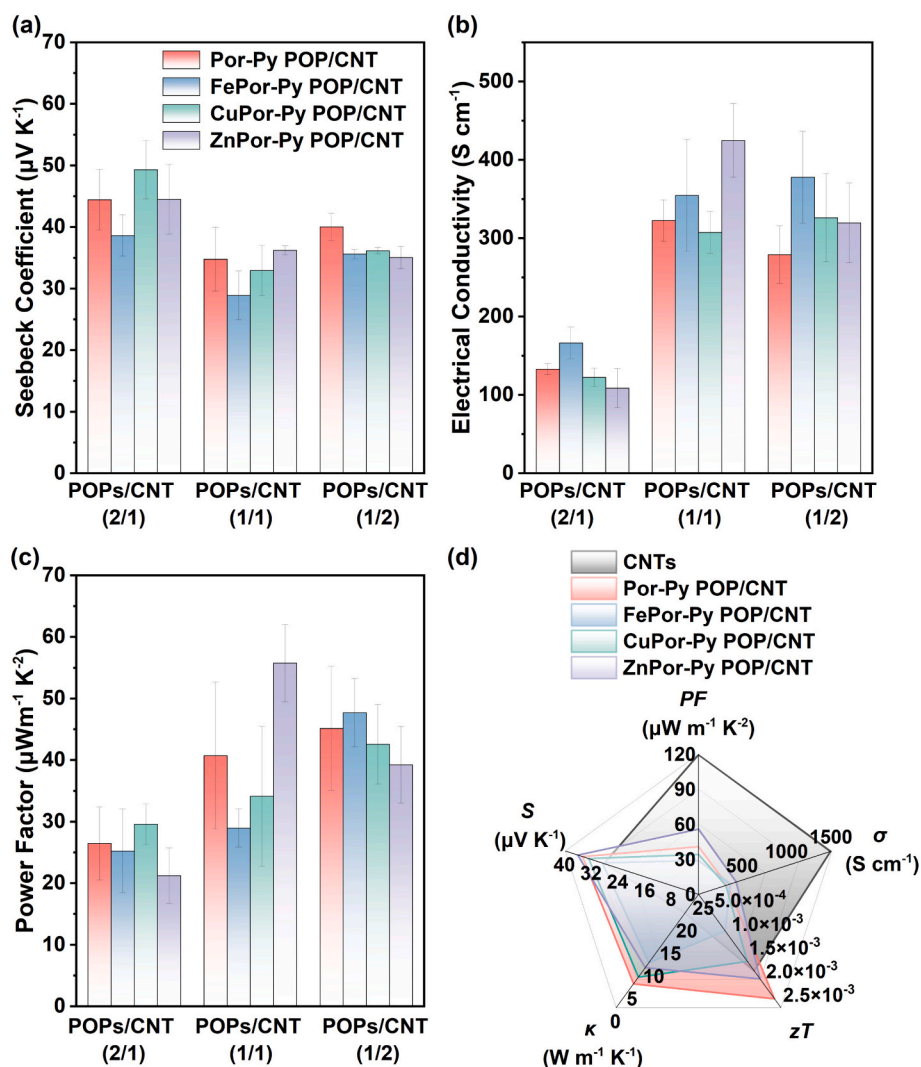 (a)
70
60
50
40
30
20
10
0
Seebeck Coefficient (µV K⁻¹)
Por-Py POP/CNT
FePor-Py POP/CNT
CuPor-Py POP/CNT
ZnPor-Py POP/CNT
POPs/CNT POPs/CNT POPs/CNT
(2/1) (1/1) (1/2)
(b)
500
400
300
200
100
0
Electrical Conductivity (S cm⁻¹)
POPs/CNT POPs/CNT POPs/CNT
(2/1) (1/1) (1/2)
(c)
70
60
50
40
30
20
10
0
Power Factor (µWm⁻¹ K⁻²)
POPs/CNT POPs/CNT POPs/CNT
(2/1) (1/1) (1/2)
(d)
CNTs
Por-Py POP/CNT
FePor-Py POP/CNT
CuPor-Py POP/CNT
ZnPor-Py POP/CNT
PF
(µW m⁻¹ K⁻²)
120
90
60
30
0
S
(µV K⁻¹)
40 32 24 16 8
500 1000 1500
σ
(S cm⁻¹)
25
20
15
10
5
0
κ
(W m⁻¹ K⁻¹)
5.0×10⁻⁴
1.0×10⁻³
1.5×10⁻³
2.0×10⁻³
2.5×10⁻³
zT